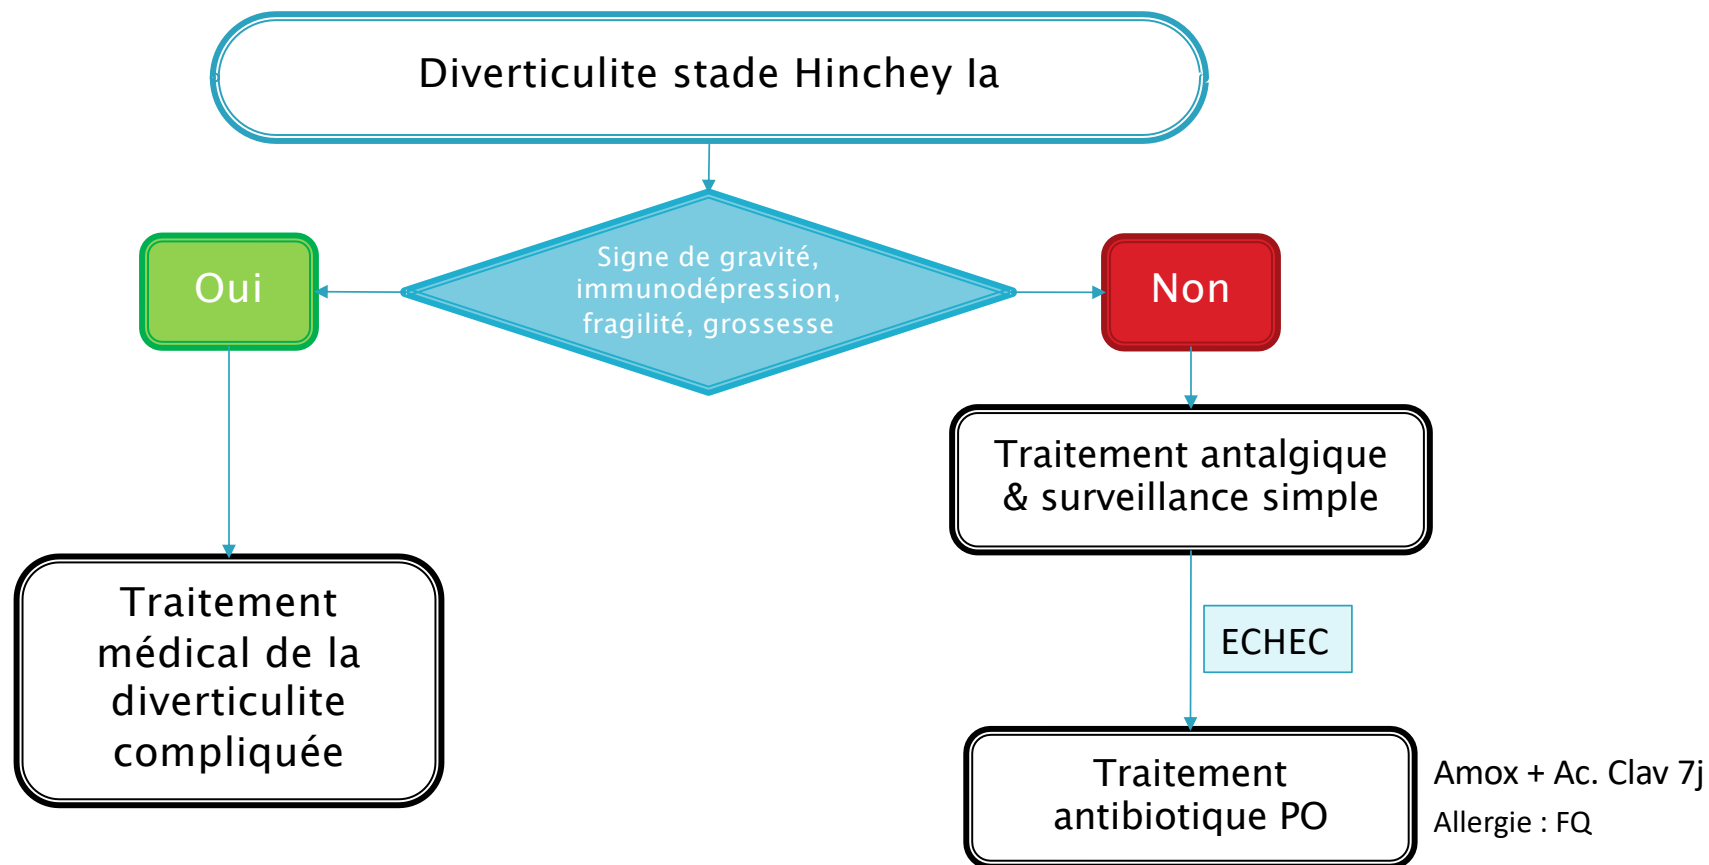 Diverticulite stade Hinchey Ia
Signe de gravité,
immunodépression,
fragilité, grossesse
Oui
Non
Traitement antalgique
& surveillance simple
Traitement
médical de la
diverticulite
compliquée
ECHEC
Traitement
antibiotique PO
Amox + Ac. Clav 7j
Allergie : FQ